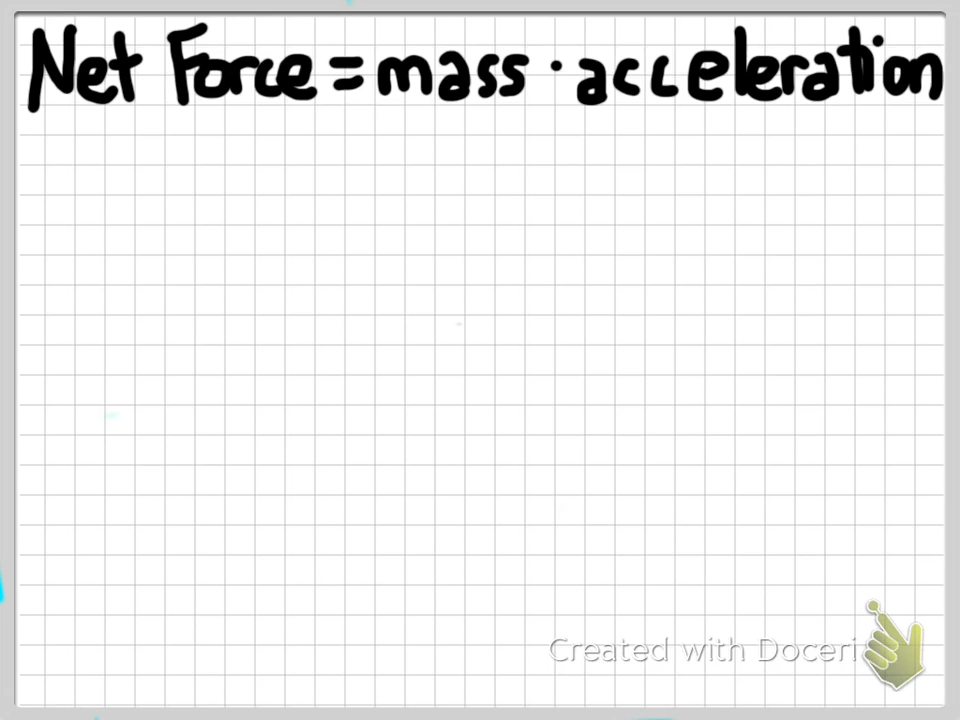 Net Force = mass · acceleration
Created with Doceri